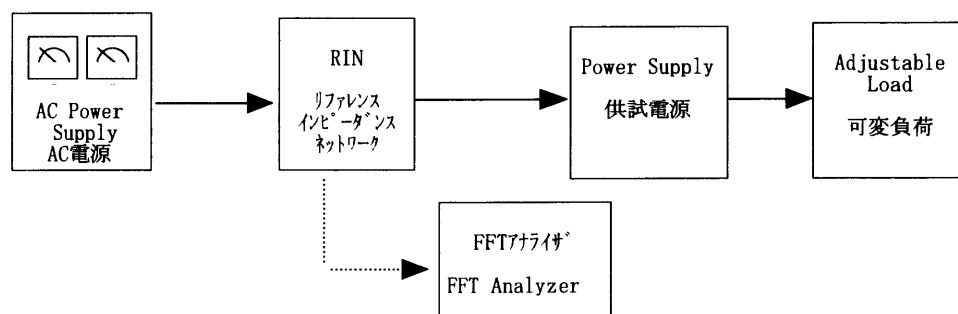 AC Power
Supply
AC電源
RIN
リファレンス
インピーダンス
ネットワーク
Power Supply
供試電源
Adjustable
Load
可変負荷
FFTアナライザ
FFT Analyzer